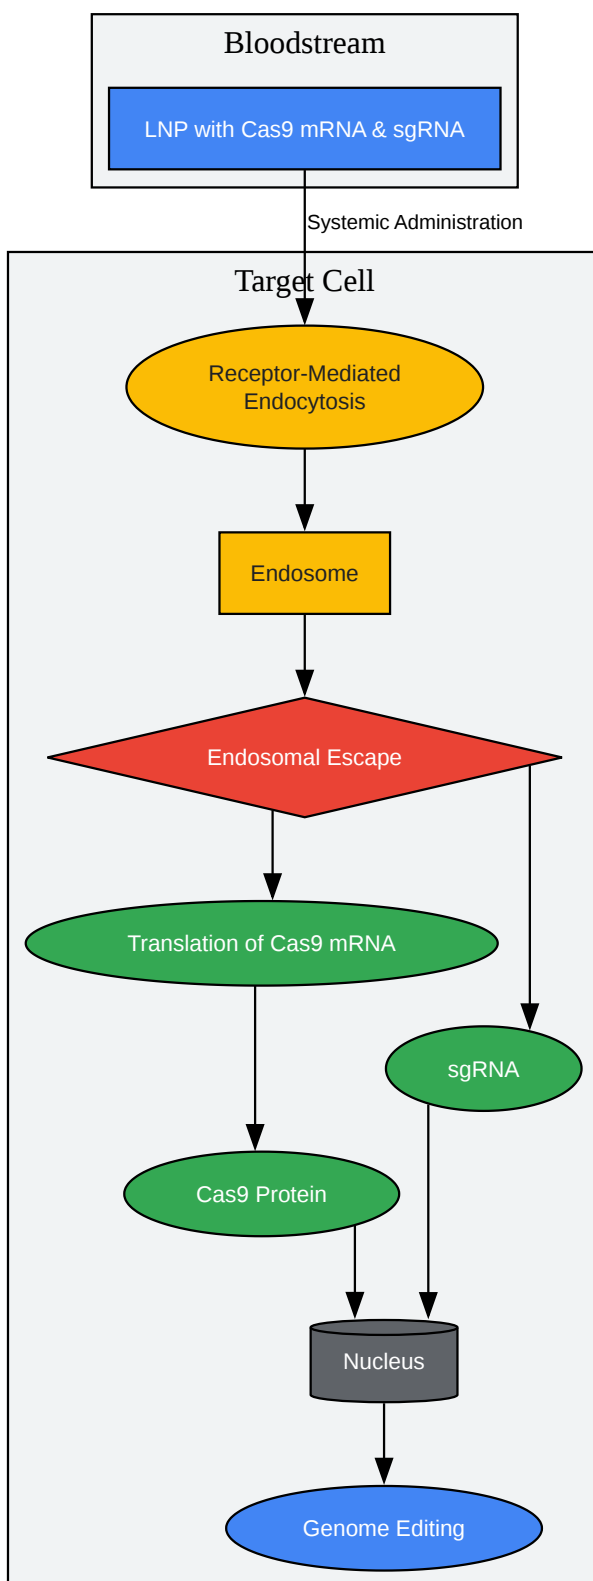 Bloodstream
LNP with Cas9 mRNA & sgRNA
Systemic Administration
Target Cell
Receptor-Mediated
Endocytosis
Endosome
Endosomal Escape
Translation of Cas9 mRNA
sgRNA
Cas9 Protein
Nucleus
Genome Editing